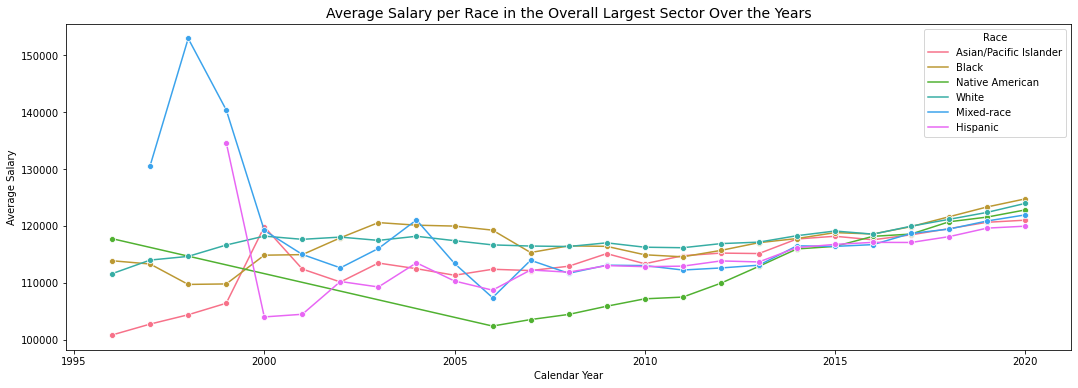 Average Salary per Race in the Overall Largest Sector Over the Years
Race
Asian/Pacific Islander
Black
Native American
White
Mixed-race
Hispanic
150000
140000
130000
120000
110000
100000
Average Salary
1995 2000 2005 2010 2015 2020
Calendar Year